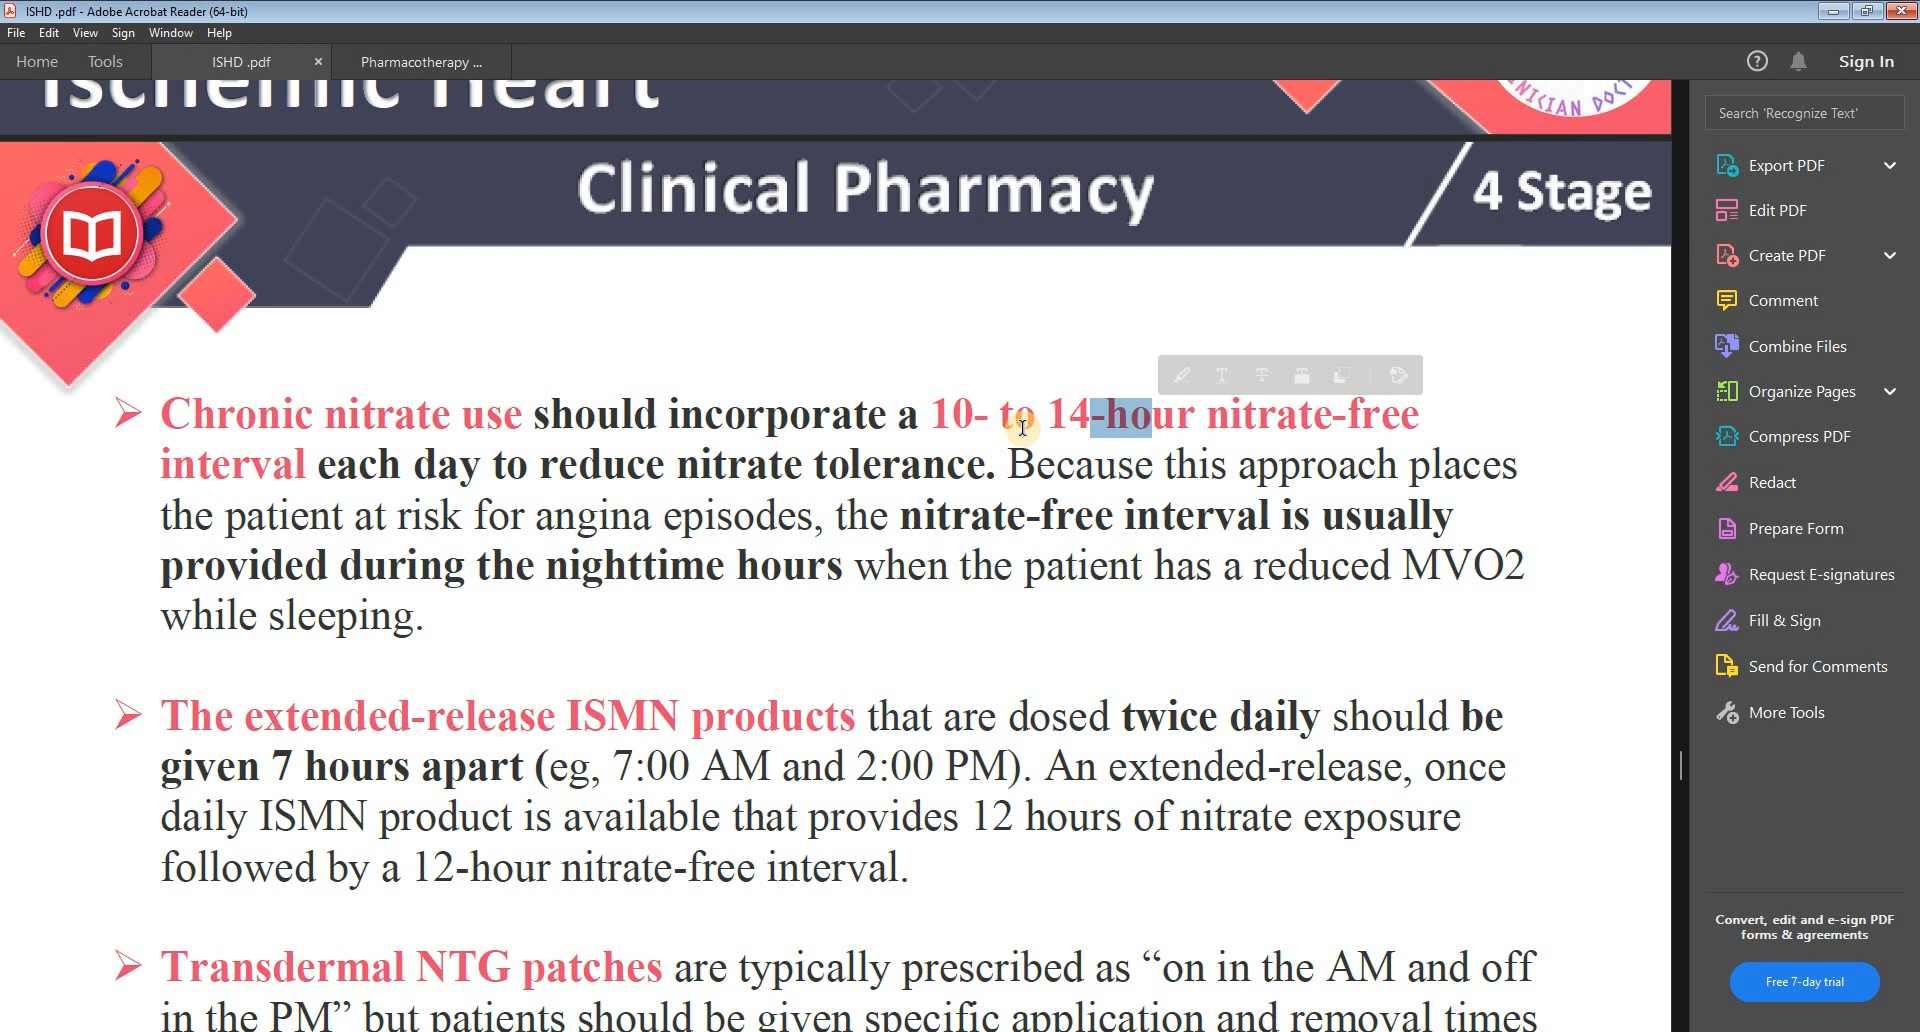 ISHD .pdf - Adobe Acrobat Reader (64-bit)
File Edit View Sign Window Help
Home Tools ISHD .pdf × Pharmacotherapy ... Sign In
Ischemic Heart
NICIAN DOCT
Clinical Pharmacy
4 Stage
➢ Chronic nitrate use should incorporate a 10- to 14-hour nitrate-free
interval each day to reduce nitrate tolerance. Because this approach places
the patient at risk for angina episodes, the nitrate-free interval is usually
provided during the nighttime hours when the patient has a reduced MVO2
while sleeping.
➢ The extended-release ISMN products that are dosed twice daily should be
given 7 hours apart (eg, 7:00 AM and 2:00 PM). An extended-release, once
daily ISMN product is available that provides 12 hours of nitrate exposure
followed by a 12-hour nitrate-free interval.
➢ Transdermal NTG patches are typically prescribed as “on in the AM and off
in the PM” but patients should be given specific application and removal times
Search 'Recognize Text'
Export PDF
Edit PDF
Create PDF
Comment
Combine Files
Organize Pages
Compress PDF
Redact
Prepare Form
Request E-signatures
Fill & Sign
Send for Comments
More Tools
Convert, edit and e-sign PDF
forms & agreements
Free 7-day trial